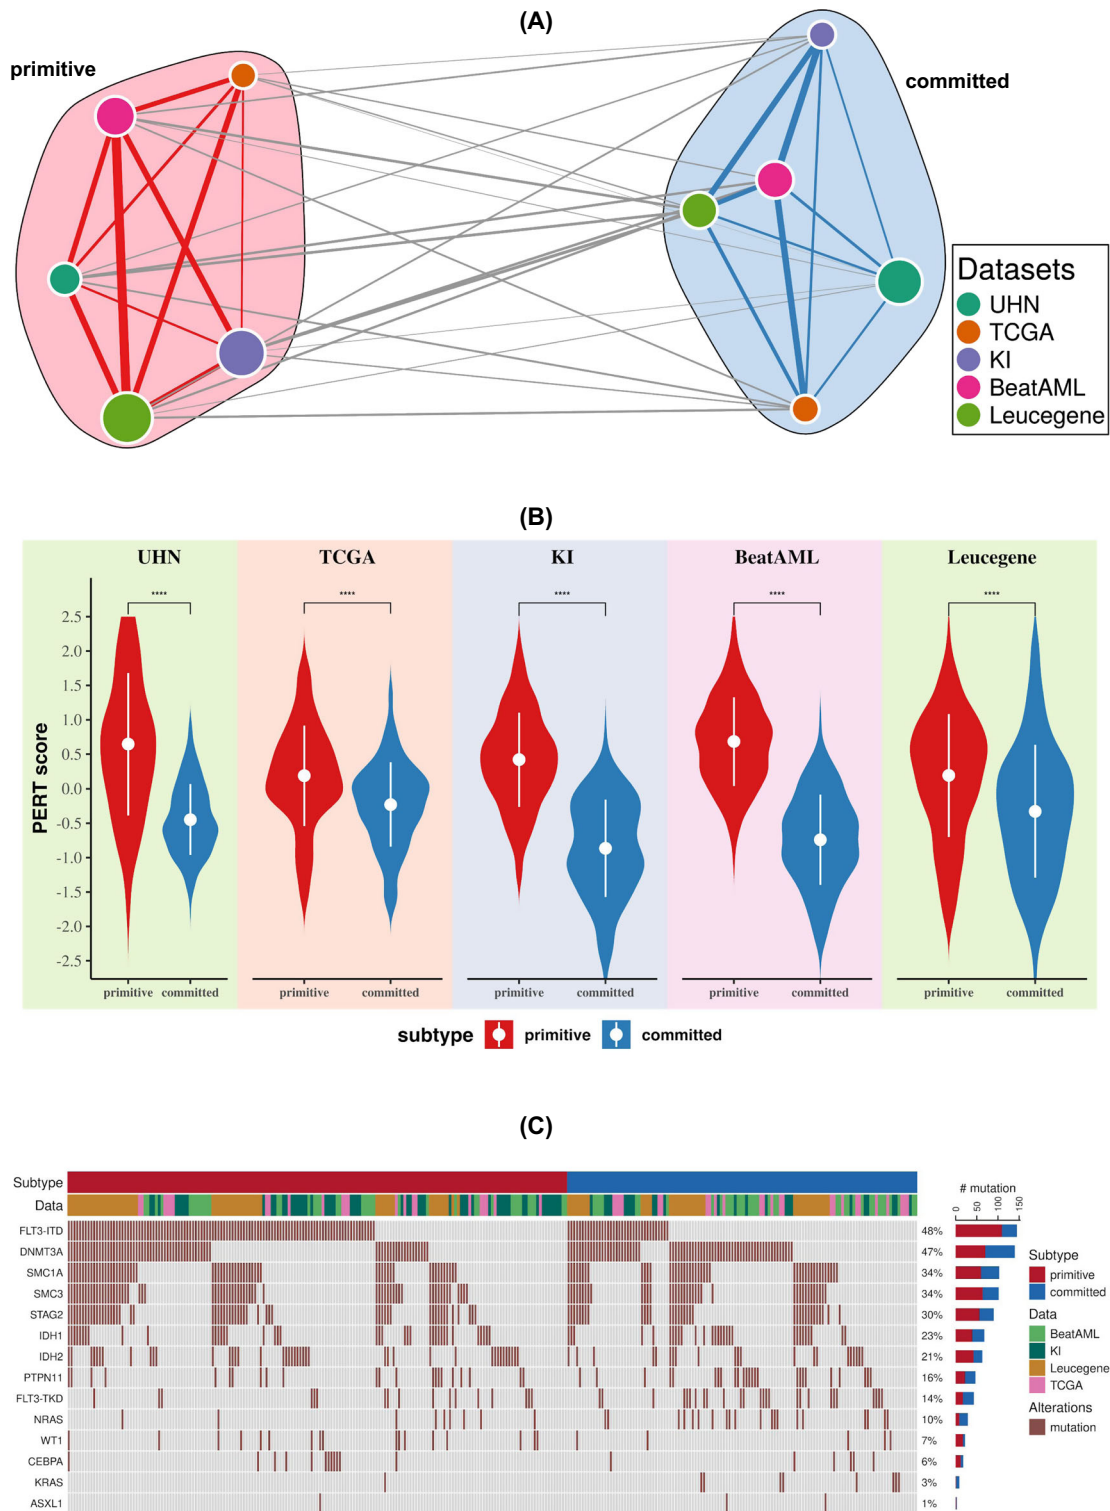 (A)
primitive
committed
Datasets
UHN
TCGA
KI
BeatAML
Leucegene
(B)
UHN TCGA KI BeatAML Leucegene
**** **** **** **** ****
PERT score
2.5
2.0
1.5
1.0
0.5
0.0
-0.5
-1.0
-1.5
-2.0
-2.5
primitive committed primitive committed primitive committed primitive committed primitive committed
subtype primitive committed
(C)
Subtype
Data
# mutation
0 50 100 150
FLT3-ITD 48%
DNMT3A 47%
SMC1A 34%
SMC3 34%
STAG2 30%
IDH1 23%
IDH2 21%
PTPN11 16%
FLT3-TKD 14%
NRAS 10%
WT1 7%
CEBPA 6%
KRAS 3%
ASXL1 1%
Subtype
primitive
committed
Data
BeatAML
KI
Leucegene
TCGA
Alterations
mutation